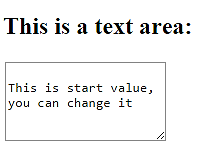 This is a text area:
This is start value,
you can change it